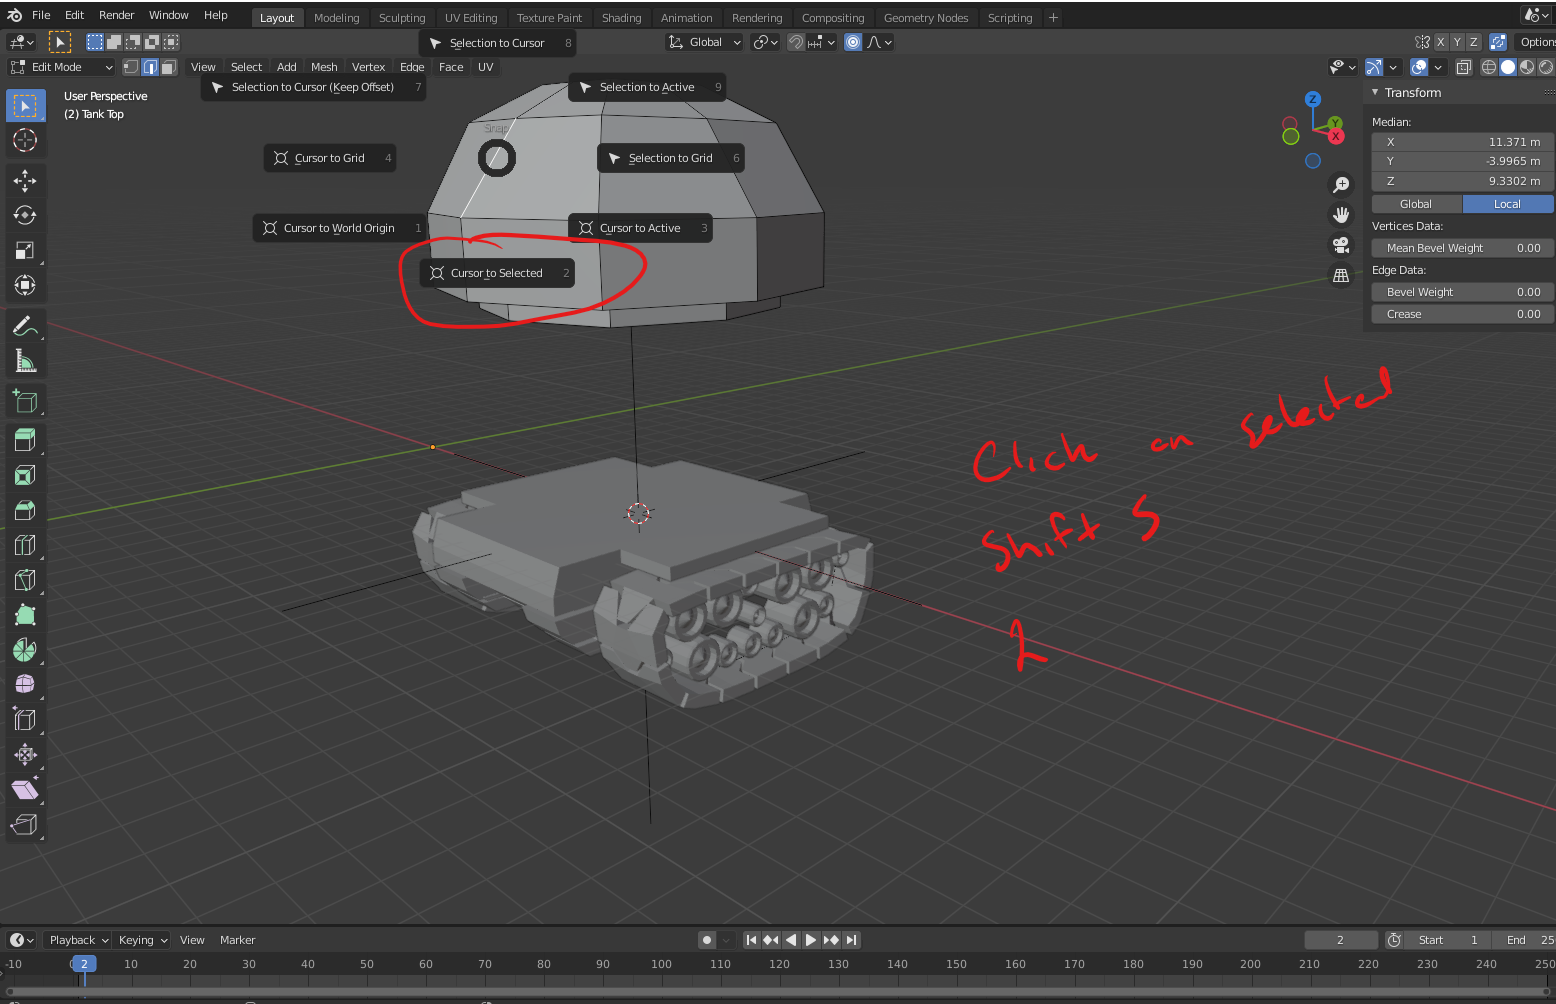 File Edit Render Window Help Layout Modeling Sculpting UV Editing Texture Paint Shading Animation Rendering Compositing Geometry Nodes Scripting +
Selection to Cursor 8
Global
X Y Z Options
Edit Mode View Select Add Mesh Vertex Edge Face UV
Selection to Cursor (Keep Offset) 7
Selection to Active 9
User Perspective
(2) Tank Top
Snap
Cursor to Grid 4
Selection to Grid 6
Cursor to World Origin 1
Cursor to Active 3
Cursor to Selected 2
Z
Y
X
Transform
Median:
X 11.371 m
Y -3.9965 m
Z 9.3302 m
Global Local
Vertices Data:
Mean Bevel Weight 0.00
Edge Data:
Bevel Weight 0.00
Crease 0.00
Click on selected
Shift S
2
Playback Keying View Marker
2 Start 1 End 25
-10 2 10 20 30 40 50 60 70 80 90 100 110 120 130 140 150 160 170 180 190 200 210 220 230 240 250